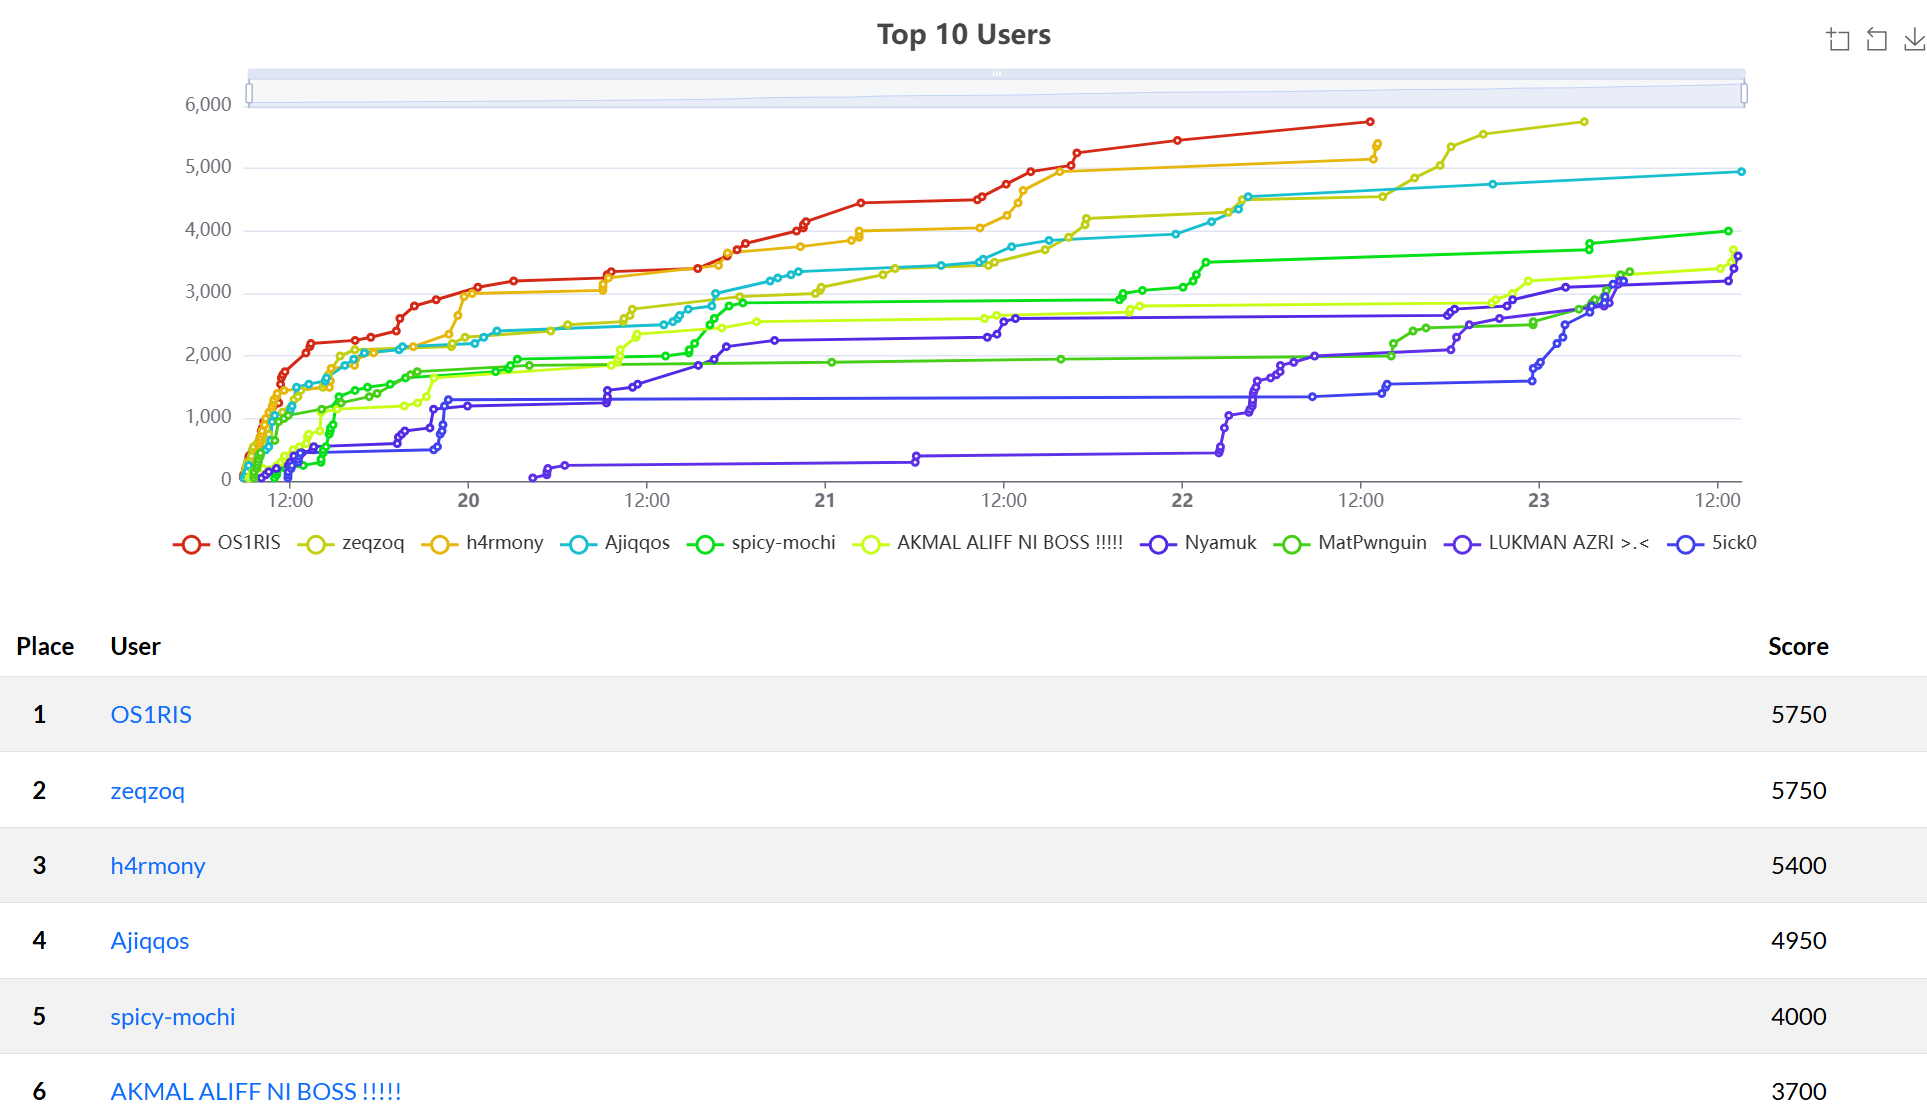 Top 10 Users
6,000
5,000
4,000
3,000
2,000
1,000
0
12:00 20 12:00 21 12:00 22 12:00 23 12:00
OS1RIS zeqzoq h4rmony Ajiqqos spicy-mochi AKMAL ALIFF NI BOSS !!!!! Nyamuk MatPwnguin LUKMAN AZRI >.< 5ick0
Place User Score
1 OS1RIS 5750
2 zeqzoq 5750
3 h4rmony 5400
4 Ajiqqos 4950
5 spicy-mochi 4000
6 AKMAL ALIFF NI BOSS !!!!! 3700